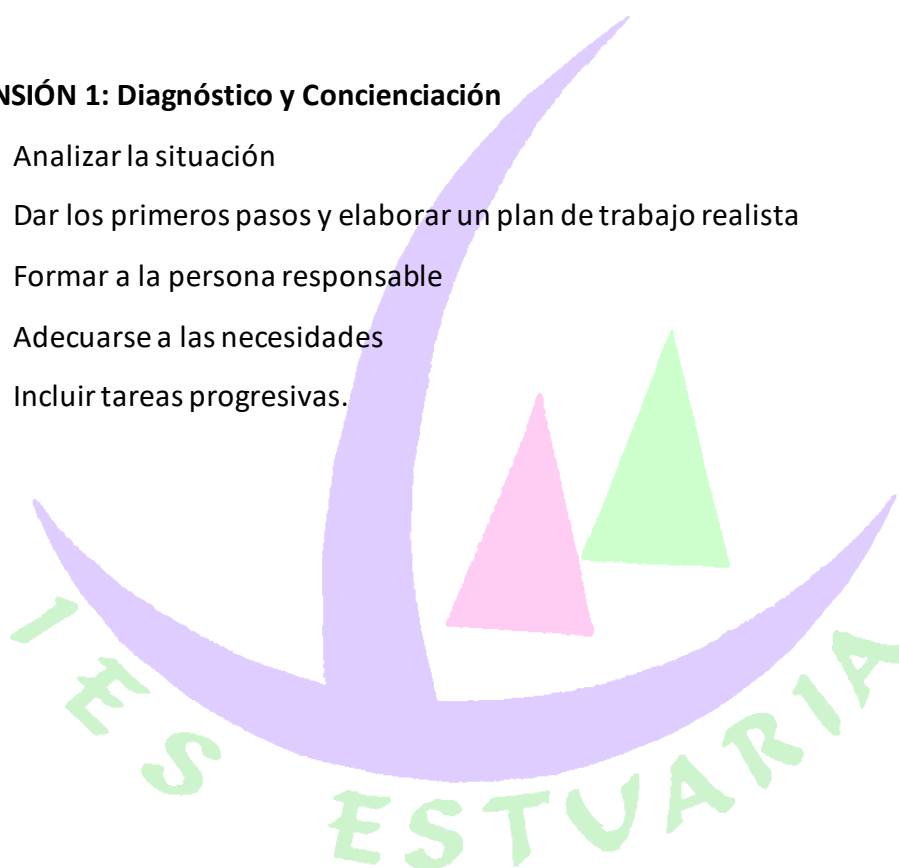 NSIÓN 1: Diagnóstico y Concienciación
Analizar la situación
Dar los primeros pasos y elaborar un plan de trabajo realista
Formar a la persona responsable
Adecuarse a las necesidades
Incluir tareas progresivas.
IES ESTUARIA